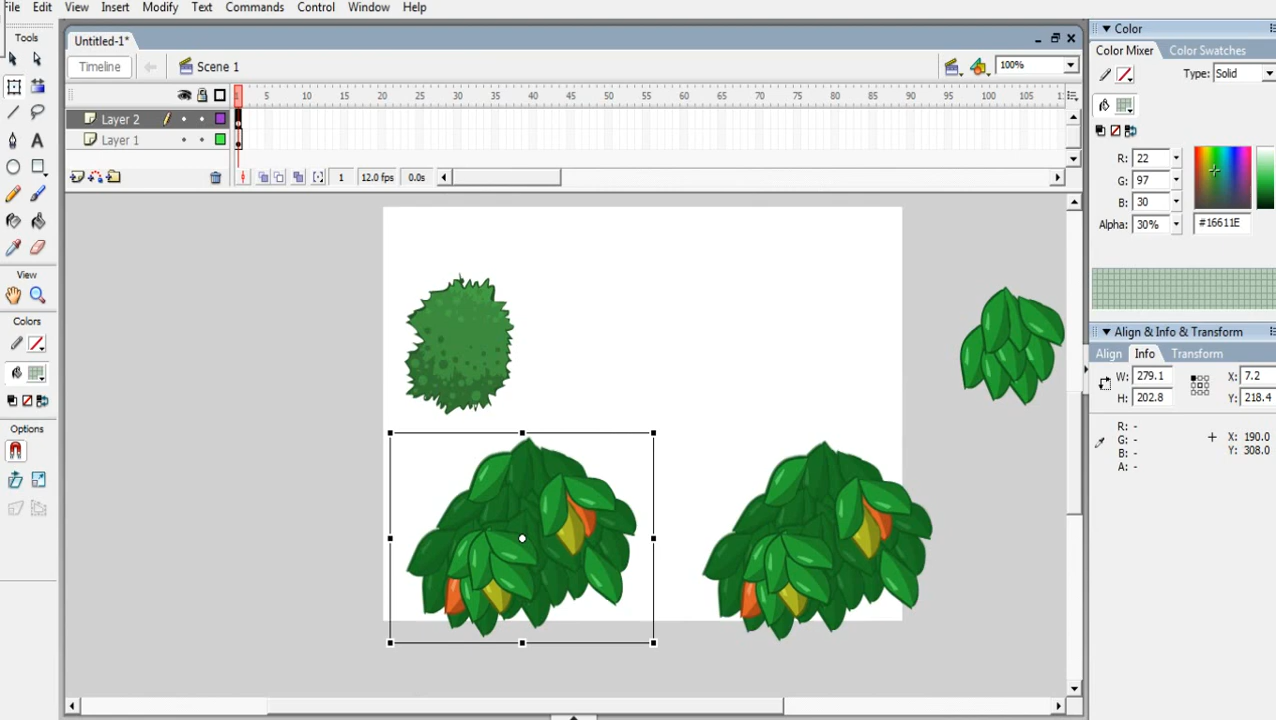 File Edit View Insert Modify Text Commands Control Window Help
Tools
View
Colors
Options
Untitled-1*
Timeline Scene 1 100%
1 5 10 15 20 25 30 35 40 45 50 55 60 65 70 75 80 85 90 95 100 105
Layer 2
Layer 1
1 12.0 fps 0.0s
Color
Color Mixer Color Swatches
Type: Solid
R: 22
G: 97
B: 30
Alpha: 30% #16611E
Align & Info & Transform
Align Info Transform
W: 279.1 X: 7.2
H: 202.8 Y: 218.4
R: -
G: -
B: -
A: -
X: 190.0
Y: 308.0